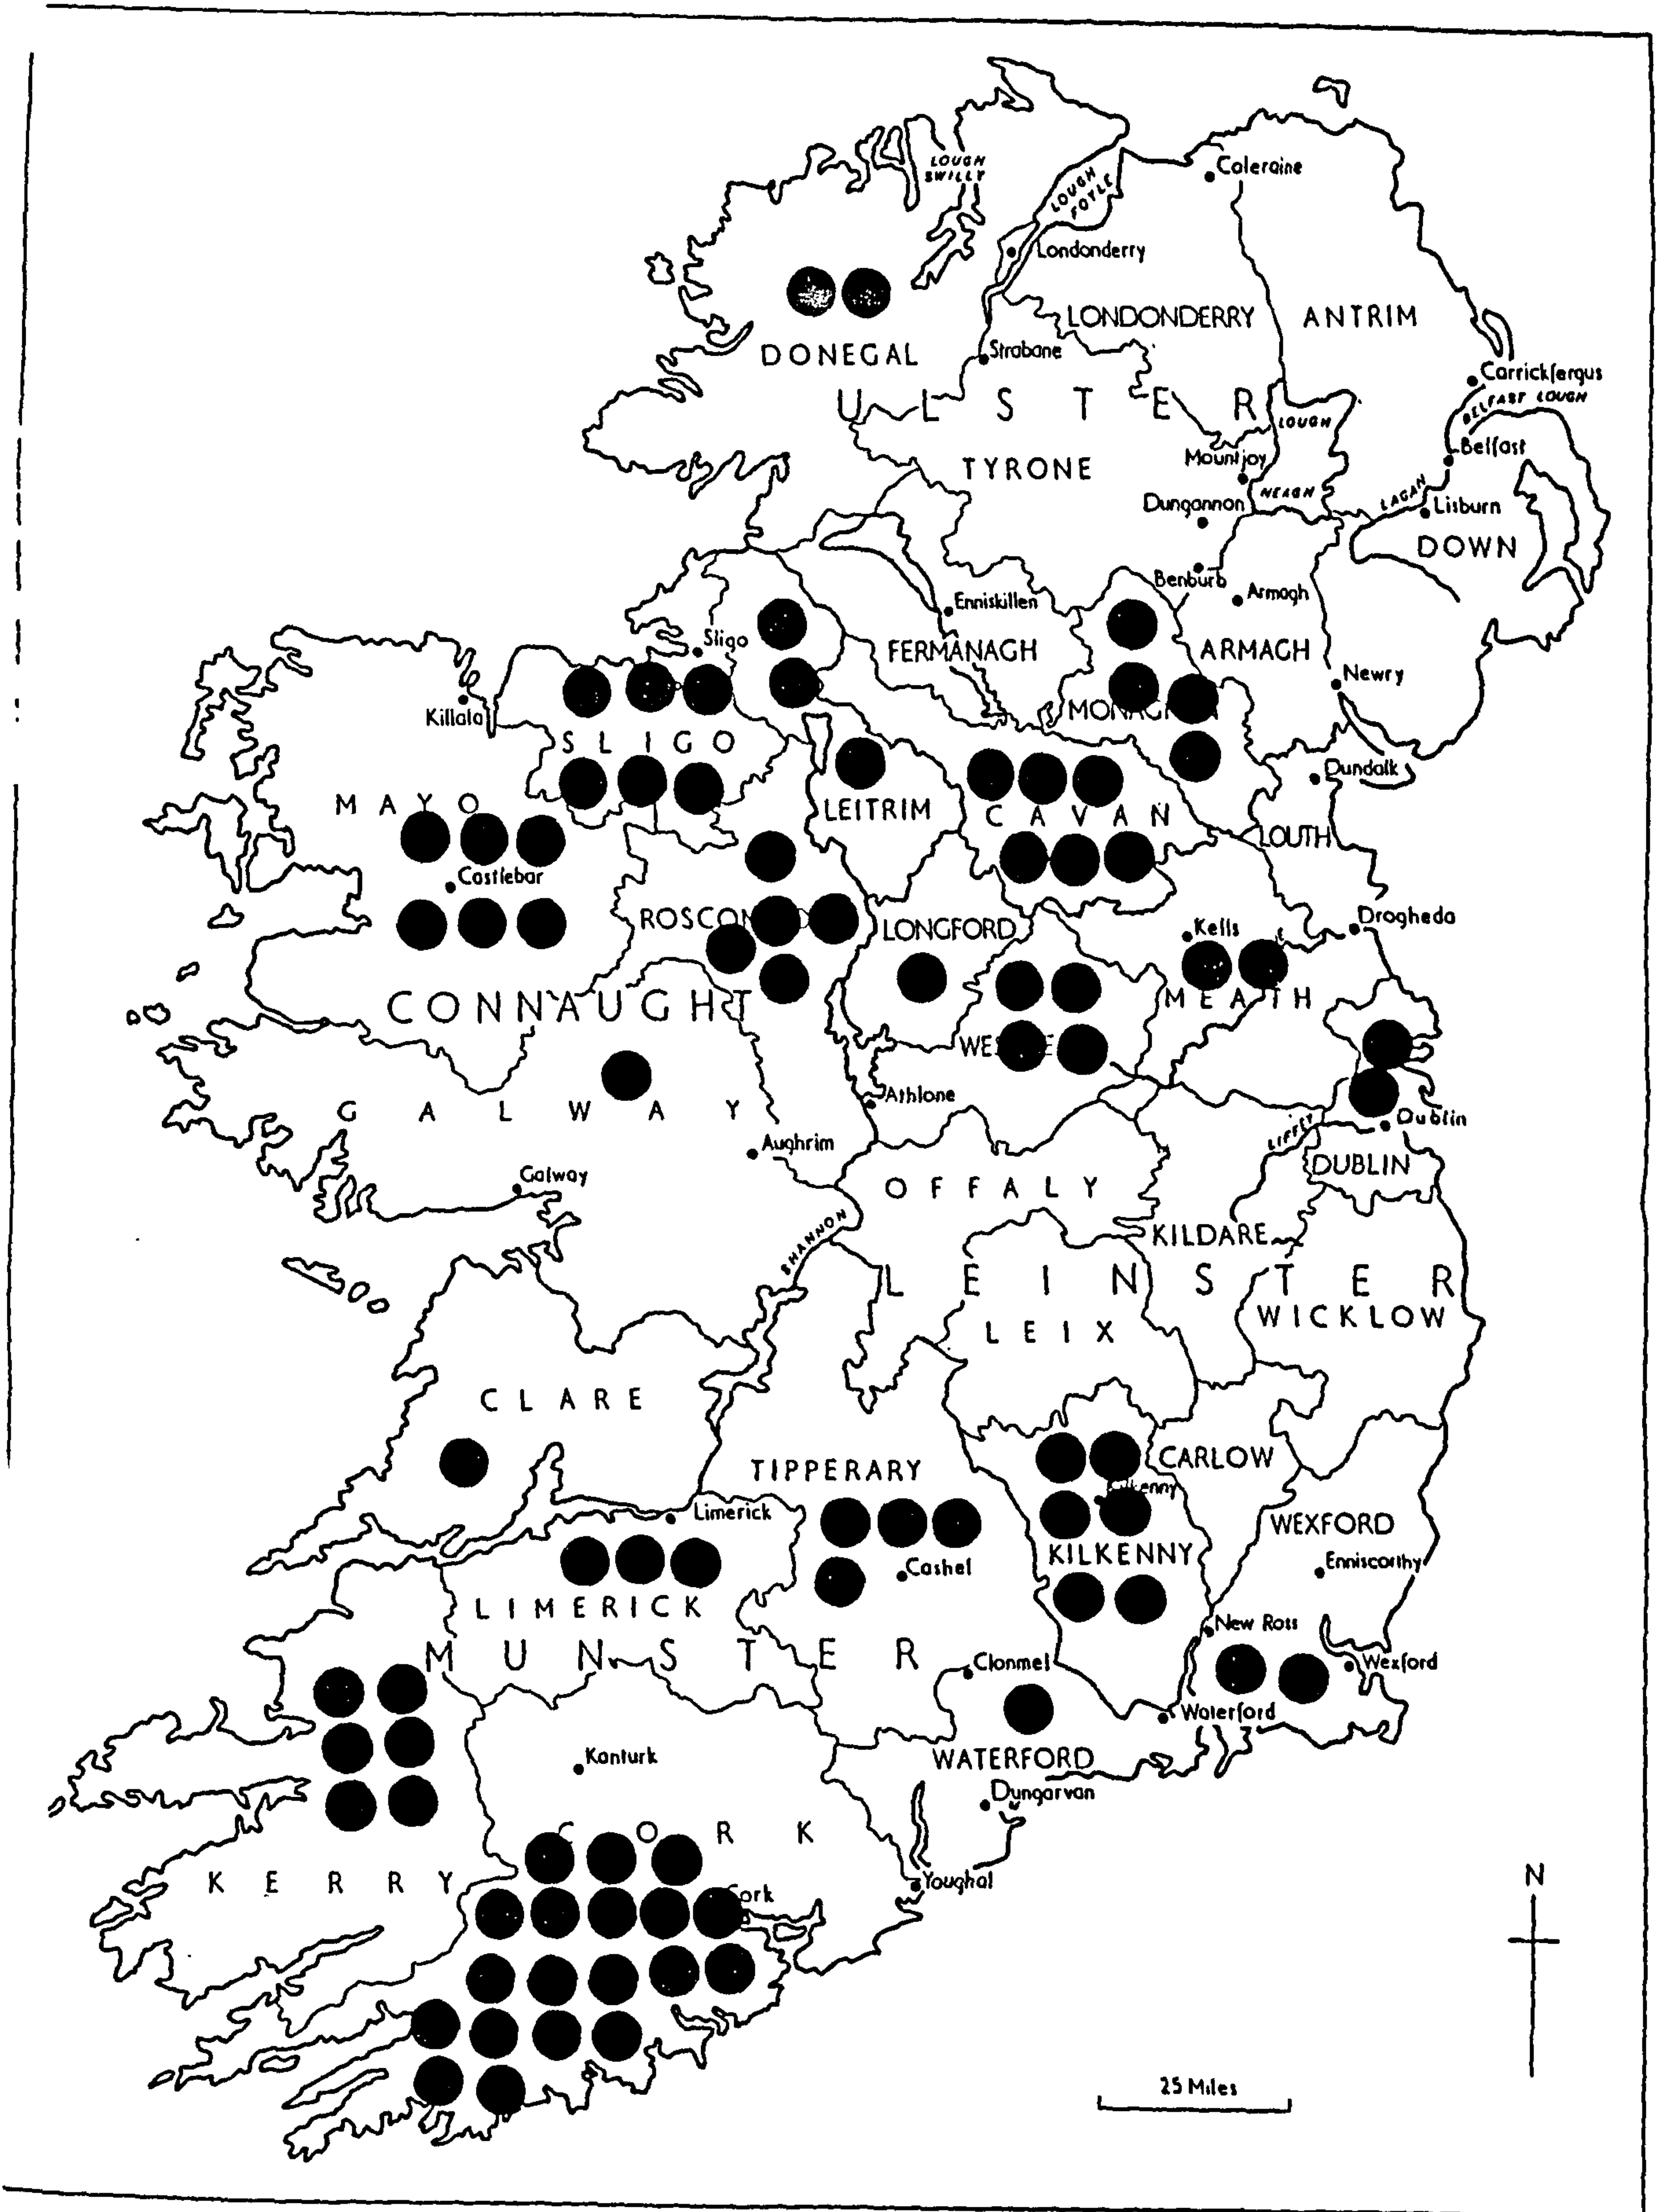 LOUGH
SWILLY
LOUGH
FOYLE
Coleraine
Londonderry
LONDONDERRY
ANTRIM
DONEGAL
Strabane
Carrickfergus
BELFAST LOUGH
ULSTER
LOUGH
NEAGH
Belfast
Mountjoy
TYRONE
LAGAN
Lisburn
Dungannon
DOWN
Benburb
Armagh
Enniskillen
Sligo
FERMANAGH
ARMAGH
Newry
Killala
SLIGO
Dundalk
MAYO
LEITRIM
CAVAN
LOUTH
Castlebar
LONGFORD
Kells
Drogheda
CONNAUGHT
MEATH
Athlone
GALWAY
Dublin
LIFFEY
Aughrim
DUBLIN
Galway
OFFALY
SHANNON
KILDARE
LEINSTER
WICKLOW
LEIX
CLARE
TIPPERARY
CARLOW
Limerick
WEXFORD
KILKENNY
Enniscorthy
Cashel
LIMERICK
New Ross
MUNSTER
Clonmel
Wexford
Waterford
Kanturk
WATERFORD
Dungarvan
CORK
KERRY
Youghal
N
25 Miles